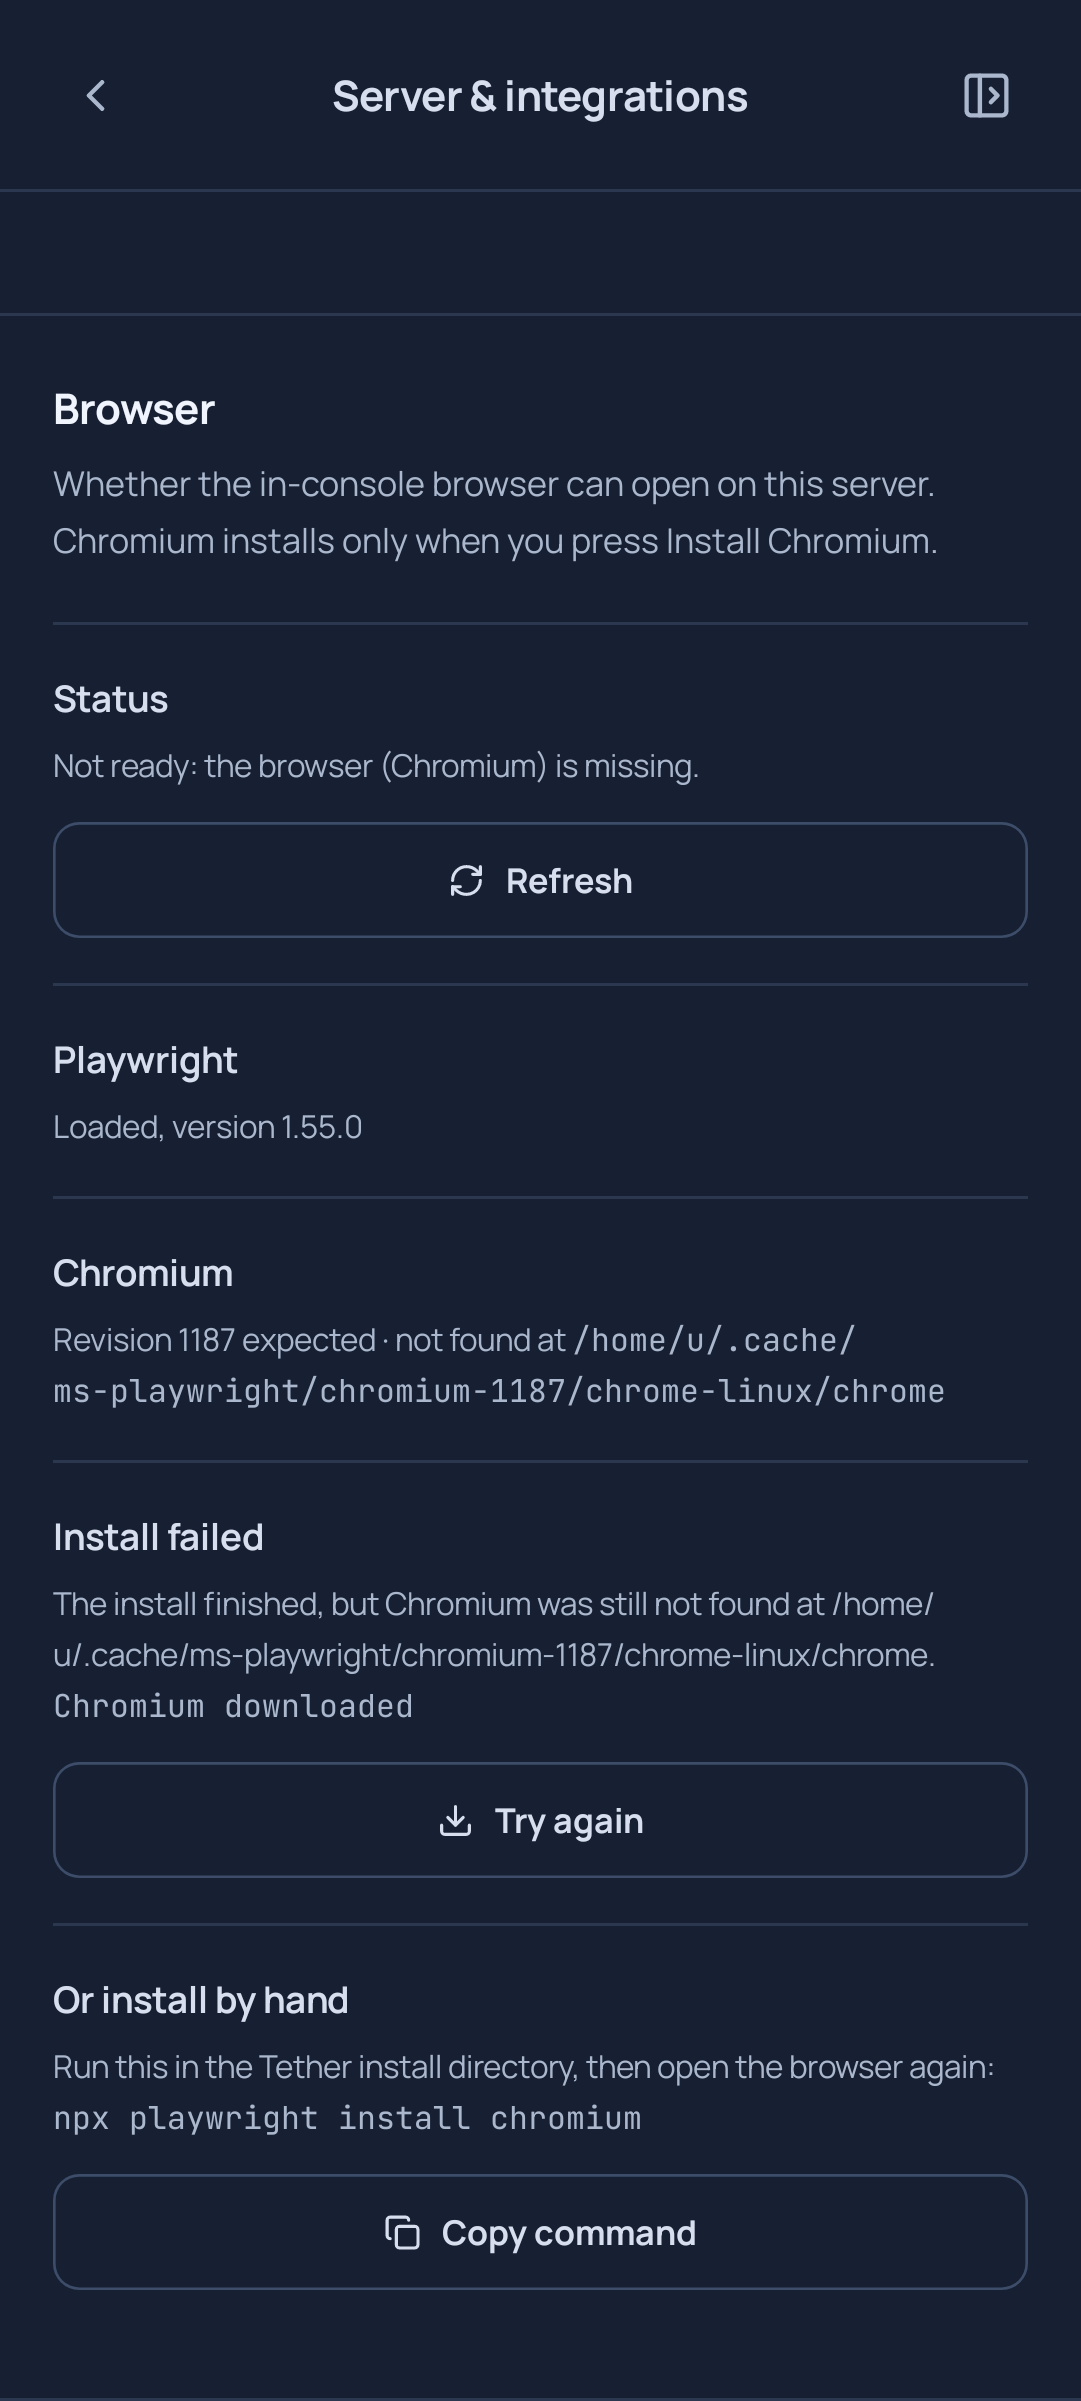 Server & integrations
Browser
Whether the in-console browser can open on this server.
Chromium installs only when you press Install Chromium.
Status
Not ready: the browser (Chromium) is missing.
Refresh
Playwright
Loaded, version 1.55.0
Chromium
Revision 1187 expected · not found at /home/u/.cache/
ms-playwright/chromium-1187/chrome-linux/chrome
Install failed
The install finished, but Chromium was still not found at /home/
u/.cache/ms-playwright/chromium-1187/chrome-linux/chrome.
Chromium downloaded
Try again
Or install by hand
Run this in the Tether install directory, then open the browser again:
npx playwright install chromium
Copy command